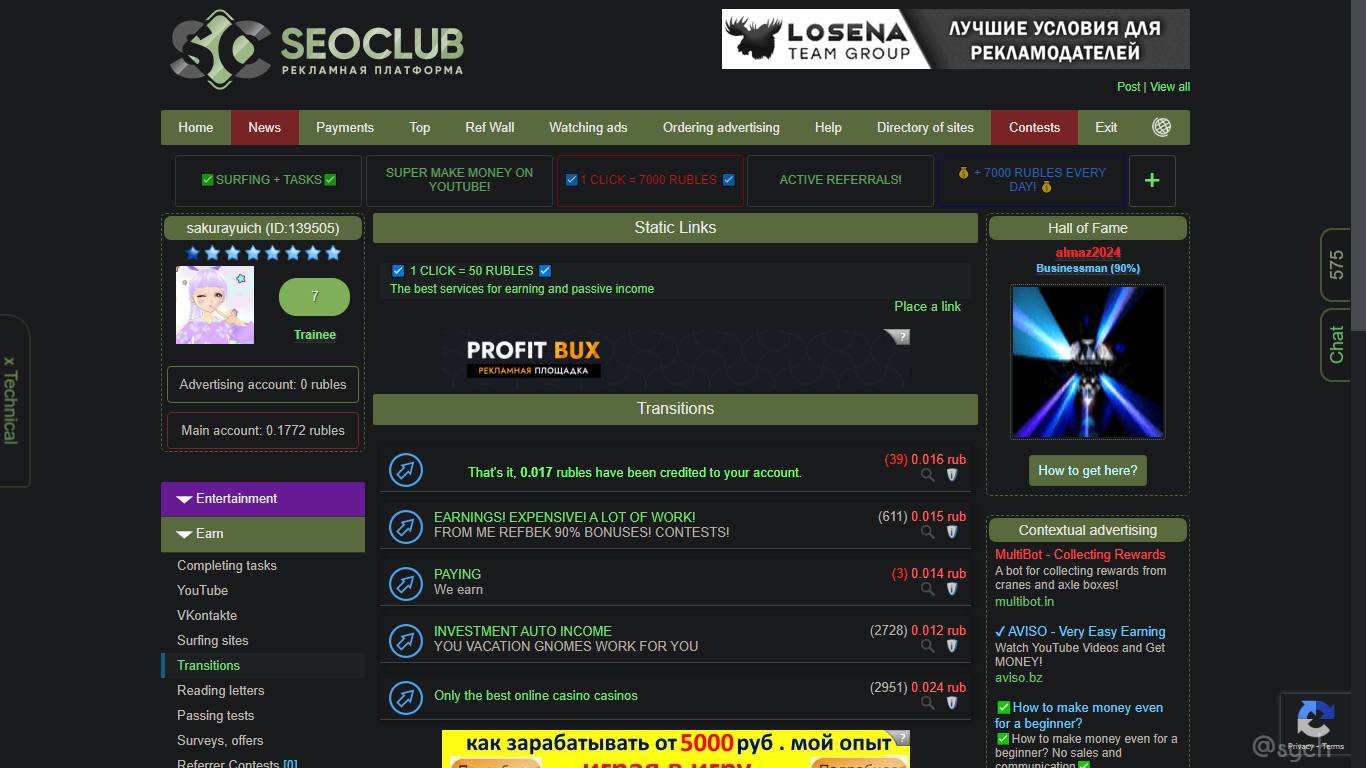 SEOCLUB
РЕКЛАМНАЯ ПЛАТФОРМА
LOSENA
TEAM GROUP
ЛУЧШИЕ УСЛОВИЯ ДЛЯ
РЕКЛАМОДАТЕЛЕЙ
Post | View all
Home News Payments Top Ref Wall Watching ads Ordering advertising Help Directory of sites Contests Exit
✅SURFING + TASKS✅
SUPER MAKE MONEY ON
YOUTUBE!
☑ 1 CLICK = 7000 RUBLES ☑
ACTIVE REFERRALS!
💰 + 7000 RUBLES EVERY
DAY! 💰
+
sakurayuich (ID:139505)
7
Trainee
Advertising account: 0 rubles
Main account: 0.1772 rubles
Entertainment
Earn
Completing tasks
YouTube
VKontakte
Surfing sites
Transitions
Reading letters
Passing tests
Surveys, offers
Referrer Contests [0]
x Technical
Static Links
☑ 1 CLICK = 50 RUBLES ☑
The best services for earning and passive income
Place a link
PROFIT BUX
РЕКЛАМНАЯ ПЛОЩАДКА
?
Transitions
That's it, 0.017 rubles have been credited to your account.
(39) 0.016 rub
EARNINGS! EXPENSIVE! A LOT OF WORK!
FROM ME REFBEK 90% BONUSES! CONTESTS!
(611) 0.015 rub
PAYING
We earn
(3) 0.014 rub
INVESTMENT AUTO INCOME
YOU VACATION GNOMES WORK FOR YOU
(2728) 0.012 rub
Only the best online casino casinos
(2951) 0.024 rub
как зарабатывать от 5000 руб . мой опыт
?
играя в игру
Hall of Fame
almaz2024
Businessman (90%)
How to get here?
Contextual advertising
MultiBot - Collecting Rewards
A bot for collecting rewards from
cranes and axle boxes!
multibot.in
✓ AVISO - Very Easy Earning
Watch YouTube Videos and Get
MONEY!
aviso.bz
✅ How to make money even
for a beginner?
✅ How to make money even for a
beginner? No sales and
communication✅
575
Chat
Privacy - Terms
@sych